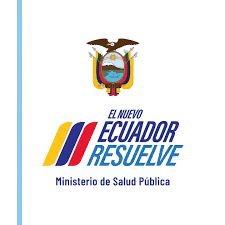 EL NUEVO
ECUADOR
RESUELVE
Ministerio de Salud Pública